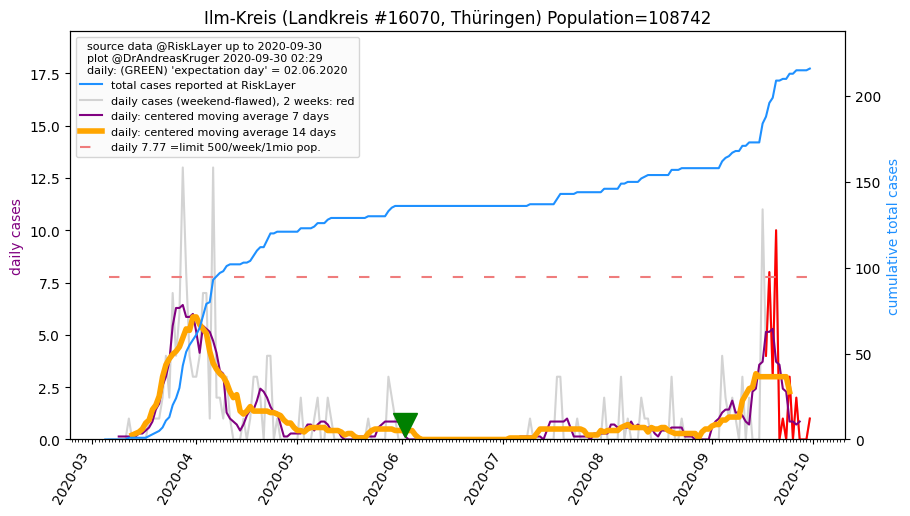 Ilm-Kreis (Landkreis #16070, Thüringen) Population=108742
source data @RiskLayer up to 2020-09-30
plot @DrAndreasKruger 2020-09-30 02:29
daily: (GREEN) 'expectation day' = 02.06.2020
total cases reported at RiskLayer
daily cases (weekend-flawed), 2 weeks: red
daily: centered moving average 7 days
daily: centered moving average 14 days
daily 7.77 =limit 500/week/1mio pop.
daily cases
17.5
15.0
12.5
10.0
7.5
5.0
2.5
0.0
cumulative total cases
200
150
100
50
0
2020-03
2020-04
2020-05
2020-06
2020-07
2020-08
2020-09
2020-10